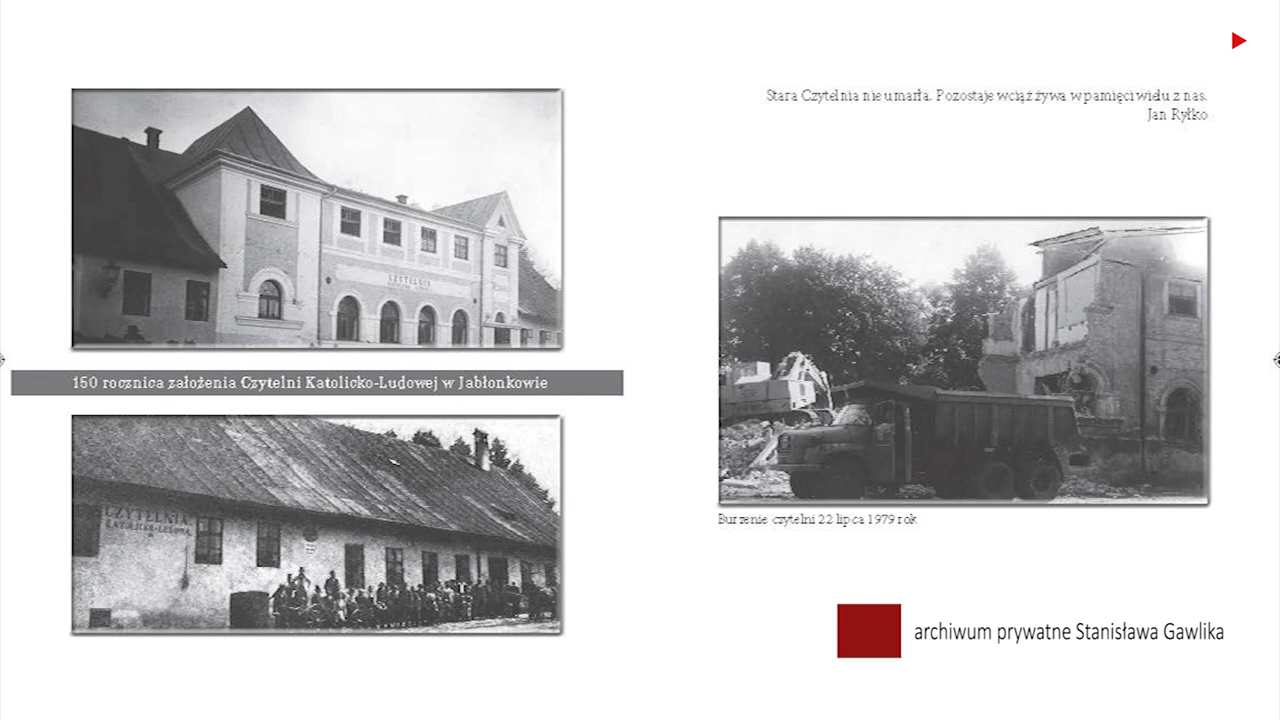 CZYTELNIA
150 rocznica założenia Czytelni Katolicko-Ludowej w Jabłonkowie
CZYTELNIA
KATOLICKO-LUDOWA
Stara Czytelnia nie umarła. Pozostaje wciąż żywa w pamięci wielu z nas.
Jan Ryłko
Burzenie czytelni 22 lipca 1979 rok
archiwum prywatne Stanisława Gawlika